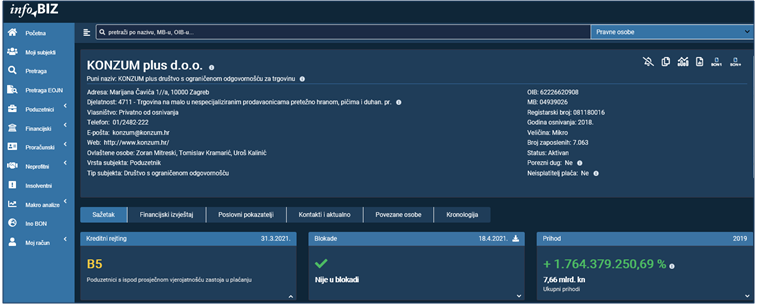 info.BIZ
pretraži po nazivu, MB-u, OIB-u...
Pravne osobe
Početna
Moji subjekti
Pretraga
Pretraga EOJN
Poduzetnici
Financijski
Proračunski
Neprofitni
Insolventni
Makro analize
Ino BON
Moj račun
KONZUM plus d.o.o.
BON1
BON+
Puni naziv: KONZUM plus društvo s ograničenom odgovornošću za trgovinu
Adresa: Marijana Čavića 1//a, 10000 Zagreb
Djelatnost: 4711 - Trgovina na malo u nespecijaliziranim prodavaonicama pretežno hranom, pićima i duhan. pr.
Vlasništvo: Privatno od osnivanja
Telefon: 01/2482-222
E-pošta: konzum@konzum.hr
Web: http://www.konzum.hr/
Ovlaštene osobe: Zoran Mitreski, Tomislav Kramarić, Uroš Kalinić
Vrsta subjekta: Poduzetnik
Tip subjekta: Društvo s ograničenom odgovornošću
OIB: 62226620908
MB: 04939026
Registarski broj: 081180016
Godina osnivanja: 2018.
Veličina: Mikro
Broj zaposlenih: 7.063
Status: Aktivan
Porezni dug: Ne
Neisplatitelj plaća: Ne
Sažetak
Financijski izvještaj
Poslovni pokazatelji
Kontakti i aktualno
Povezane osobe
Kronologija
Kreditni rejting 31.3.2021.
B5
Poduzetnici s ispod prosječnom vjerojatnošću zastoja u plaćanju
Blokade 18.4.2021.
Nije u blokadi
Prihod 2019
+ 1.764.379.250,69 %
7,66 mlrd. kn
Ukupni prihodi